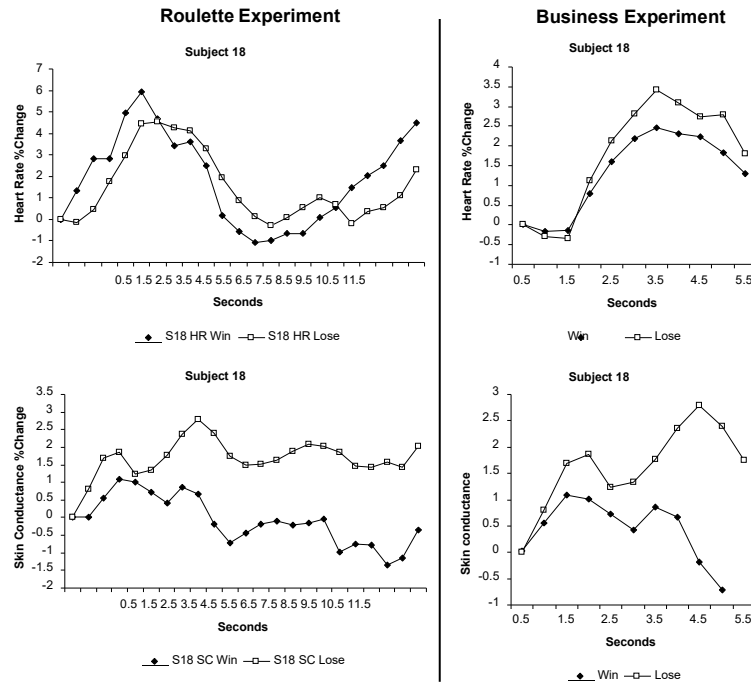 Roulette Experiment
Subject 18
7
6
5
4
3
2
1
0
-1
-2
Heart Rate %Change
0.5 1.5 2.5 3.5 4.5 5.5 6.5 7.5 8.5 9.5 10.5 11.5
Seconds
S18 HR Win S18 HR Lose
Subject 18
3.5
3
2.5
2
1.5
1
0.5
0
-0.5
-1
-1.5
-2
Skin Conductance %Change
0.5 1.5 2.5 3.5 4.5 5.5 6.5 7.5 8.5 9.5 10.5 11.5
Seconds
S18 SC Win S18 SC Lose
Business Experiment
Subject 18
4
3.5
3
2.5
2
1.5
1
0.5
0
-0.5
-1
Heart Rate %Change
0.5 1.5 2.5 3.5 4.5 5.5
Seconds
Win Lose
Subject 18
3
2.5
2
1.5
1
0.5
0
-0.5
-1
Skin conductance
0.5 1.5 2.5 3.5 4.5 5.5
Seconds
Win Lose